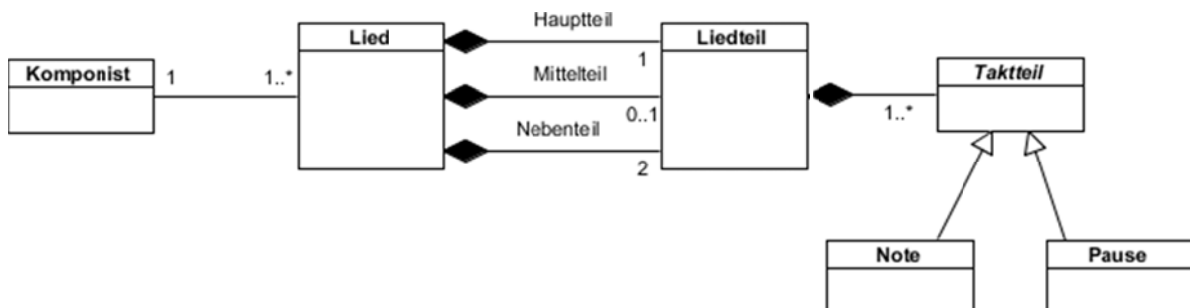 Hauptteil
Lied
Liedteil
1
Mittelteil
Komponist
1
1..*
Taktteil
0..1
1..*
Nebenteil
2
Note
Pause